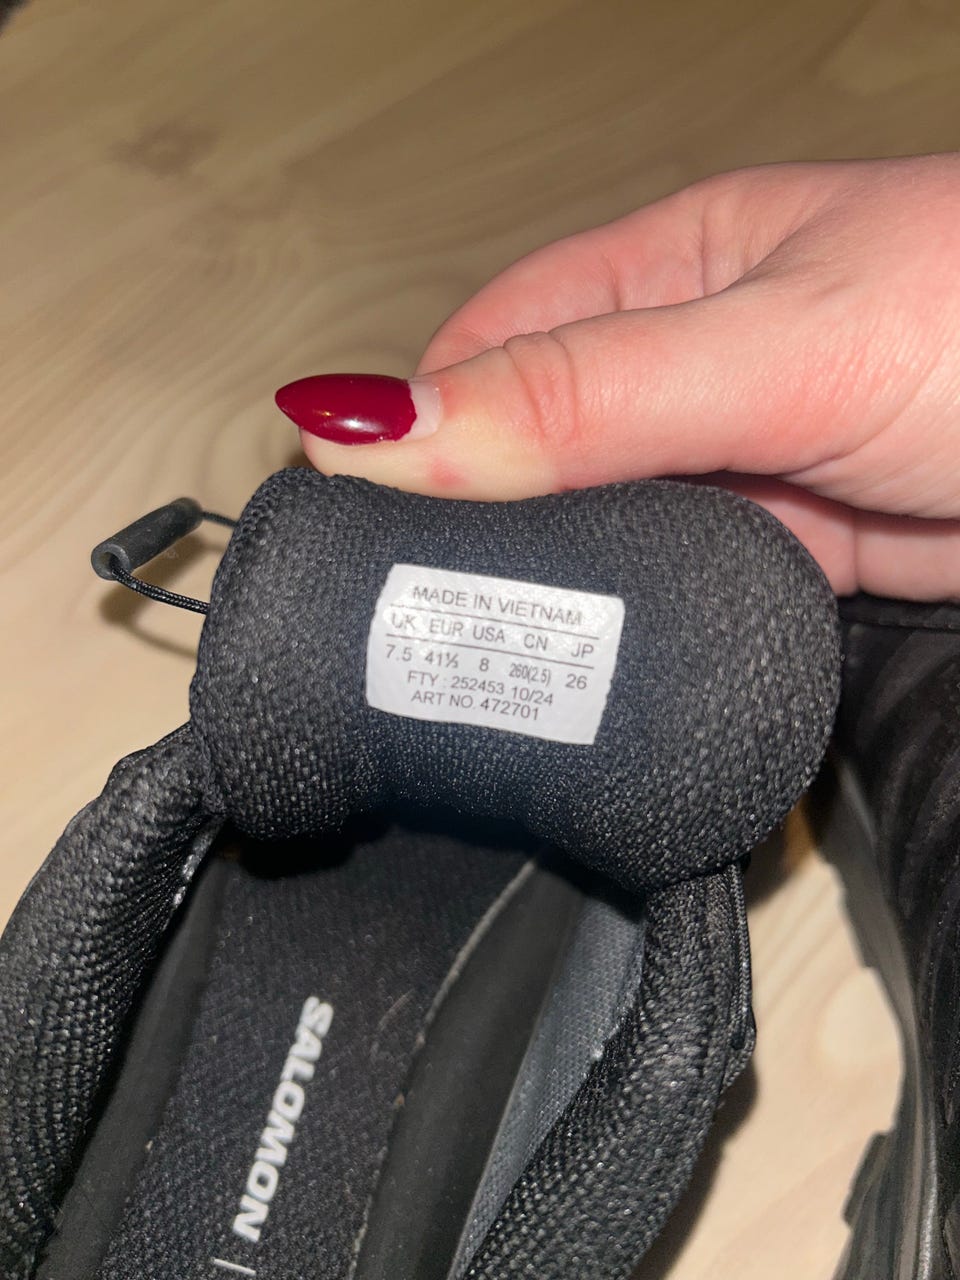 MADE IN VIETNAM
UK EUR USA CN JP
7.5 41⅓ 8 260(2.5) 26
FTY : 252453 10/24
ART NO. 472701
SALOMON